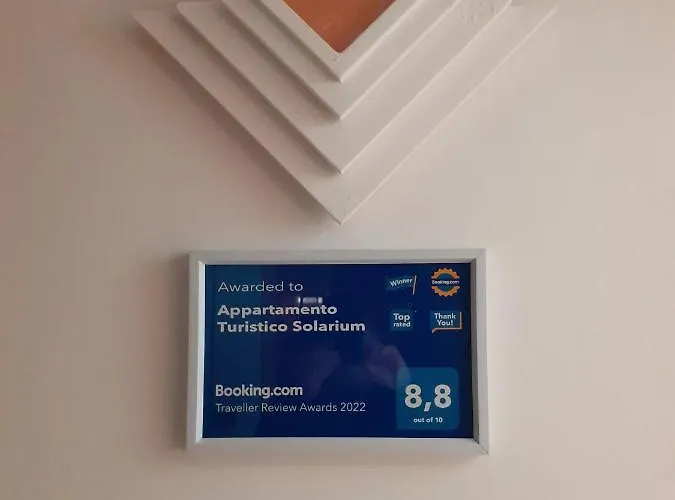 Awarded to
Appartamento
Turistico Solarium
Winner
Booking.com
Top
rated
Thank
You!
Booking.com
Traveller Review Awards 2022
8,8
out of 10